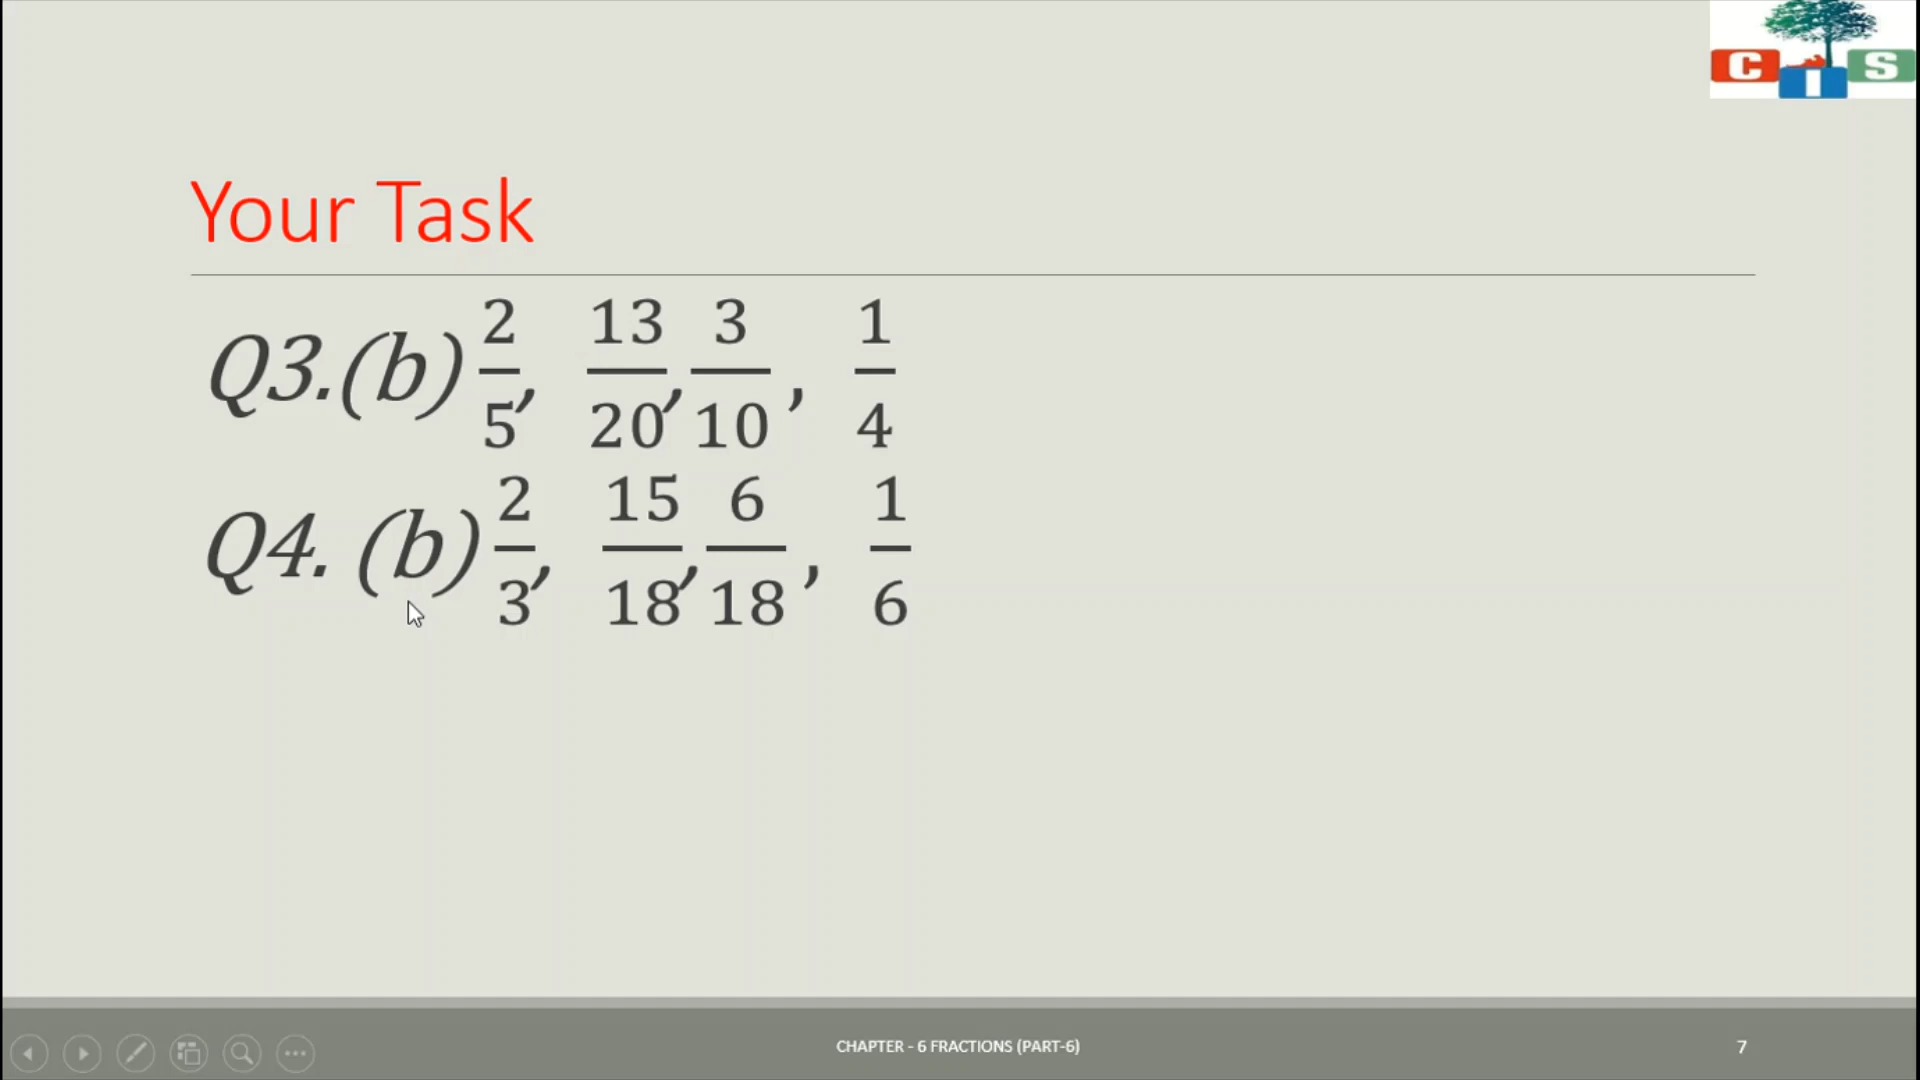 C I S
Your Task
Q3.(b) 2/5, 13/20, 3/10, 1/4
Q4. (b) 2/3, 15/18, 6/18, 1/6
CHAPTER - 6 FRACTIONS (PART-6)
7